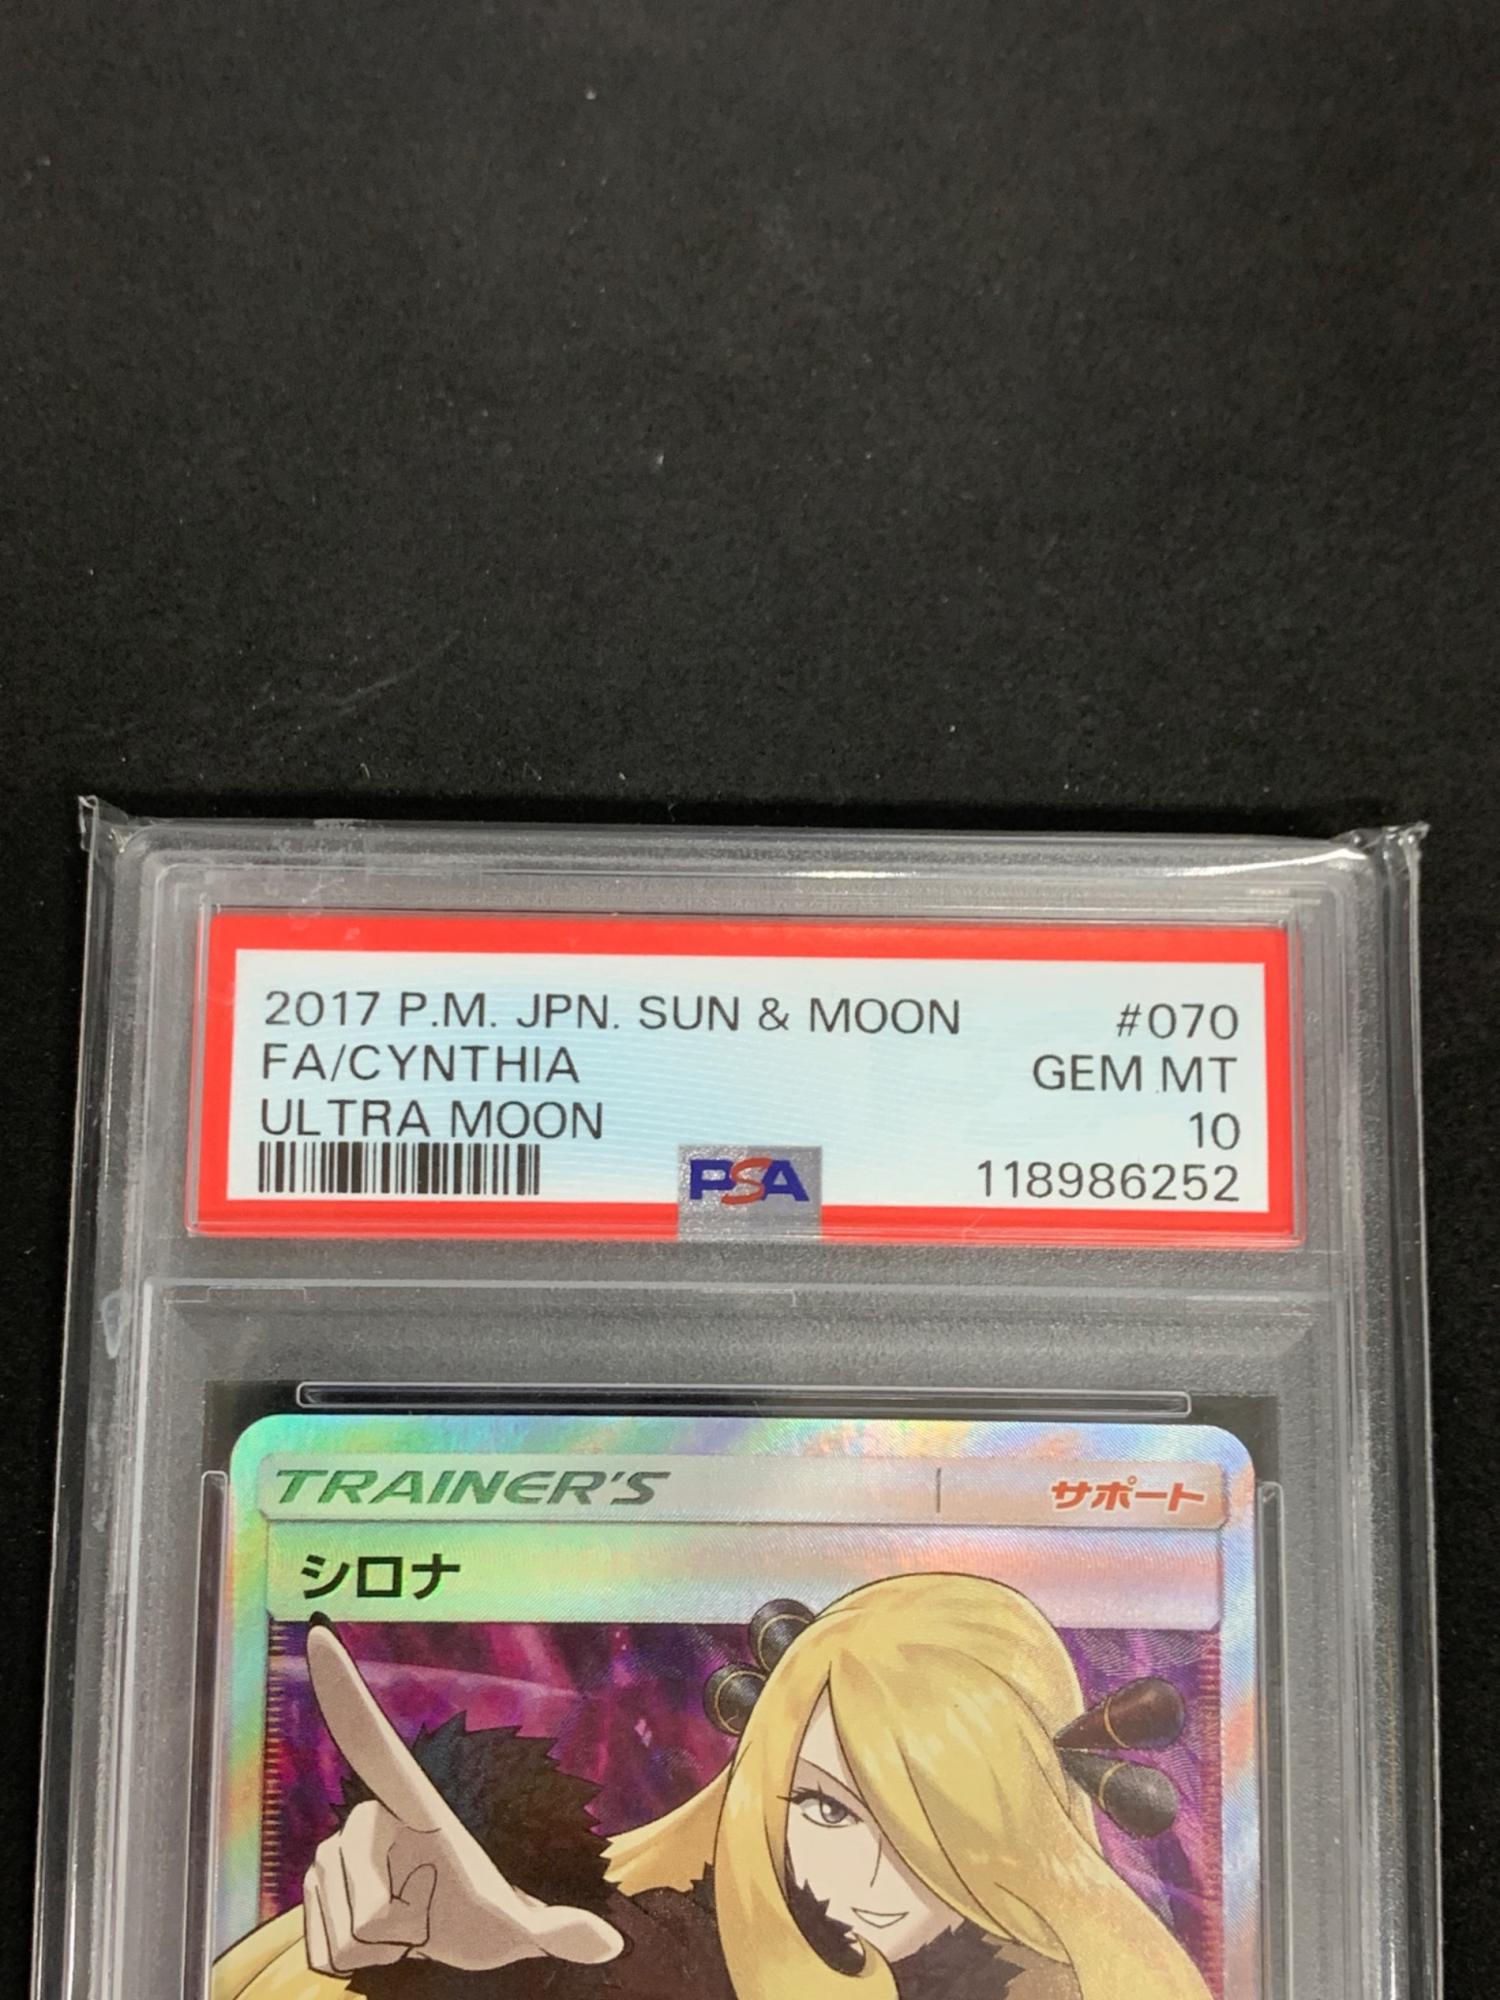 2017 P.M. JPN. SUN & MOON #070
FA/CYNTHIA GEM MT
ULTRA MOON 10
PSA 118986252
TRAINER'S サポート
シロナ